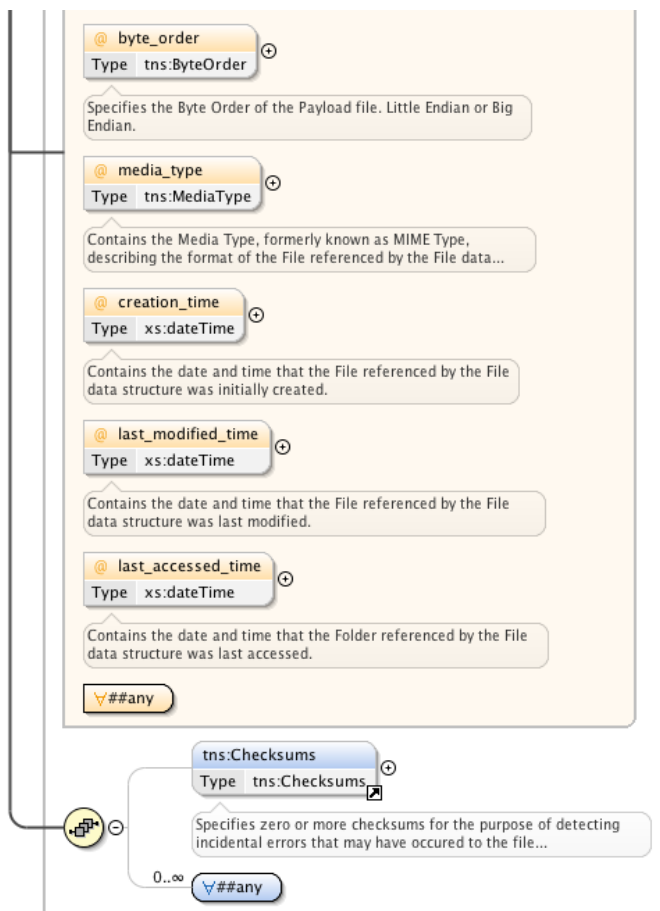 @ byte_order
Type tns:ByteOrder
Specifies the Byte Order of the Payload file. Little Endian or Big
Endian.
@ media_type
Type tns:MediaType
Contains the Media Type, formerly known as MIME Type,
describing the format of the File referenced by the File data...
@ creation_time
Type xs:dateTime
Contains the date and time that the File referenced by the File
data structure was initially created.
@ last_modified_time
Type xs:dateTime
Contains the date and time that the File referenced by the File
data structure was last modified.
@ last_accessed_time
Type xs:dateTime
Contains the date and time that the Folder referenced by the File
data structure was last accessed.
∀##any
tns:Checksums
Type tns:Checksums
Specifies zero or more checksums for the purpose of detecting
incidental errors that may have occured to the file...
0..∞
∀##any